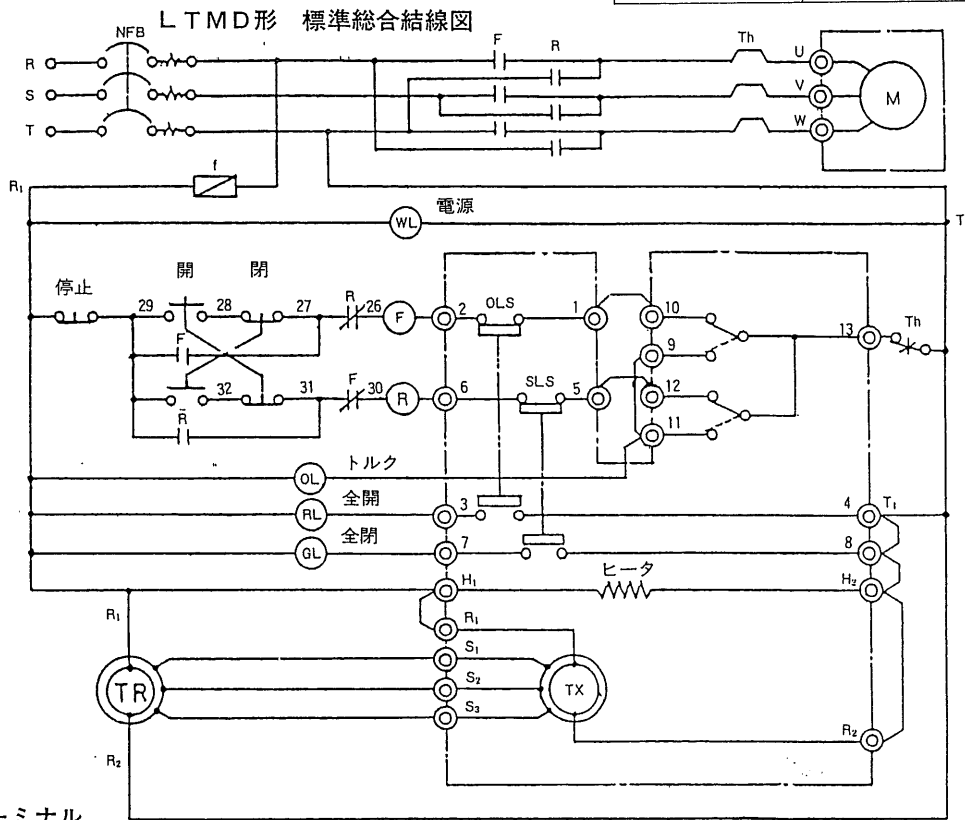 LTMD形 標準総合結線図
NFB
F
R
Th
R
S
T
U
V
W
M
f
R₁
電源
WL
T
停止
開
閉
29
28
27
R
26
F
2
OLS
1
10
9
13
Th
F
32
31
F
30
R
6
SLS
5
12
11
R
トルク
OL
全開
RL
3
4
T₁
全閉
GL
7
8
ヒータ
H₁
H₂
R₁
R₁
S₁
S₂
S₃
TR
TX
R₂
R₂
ーミナル